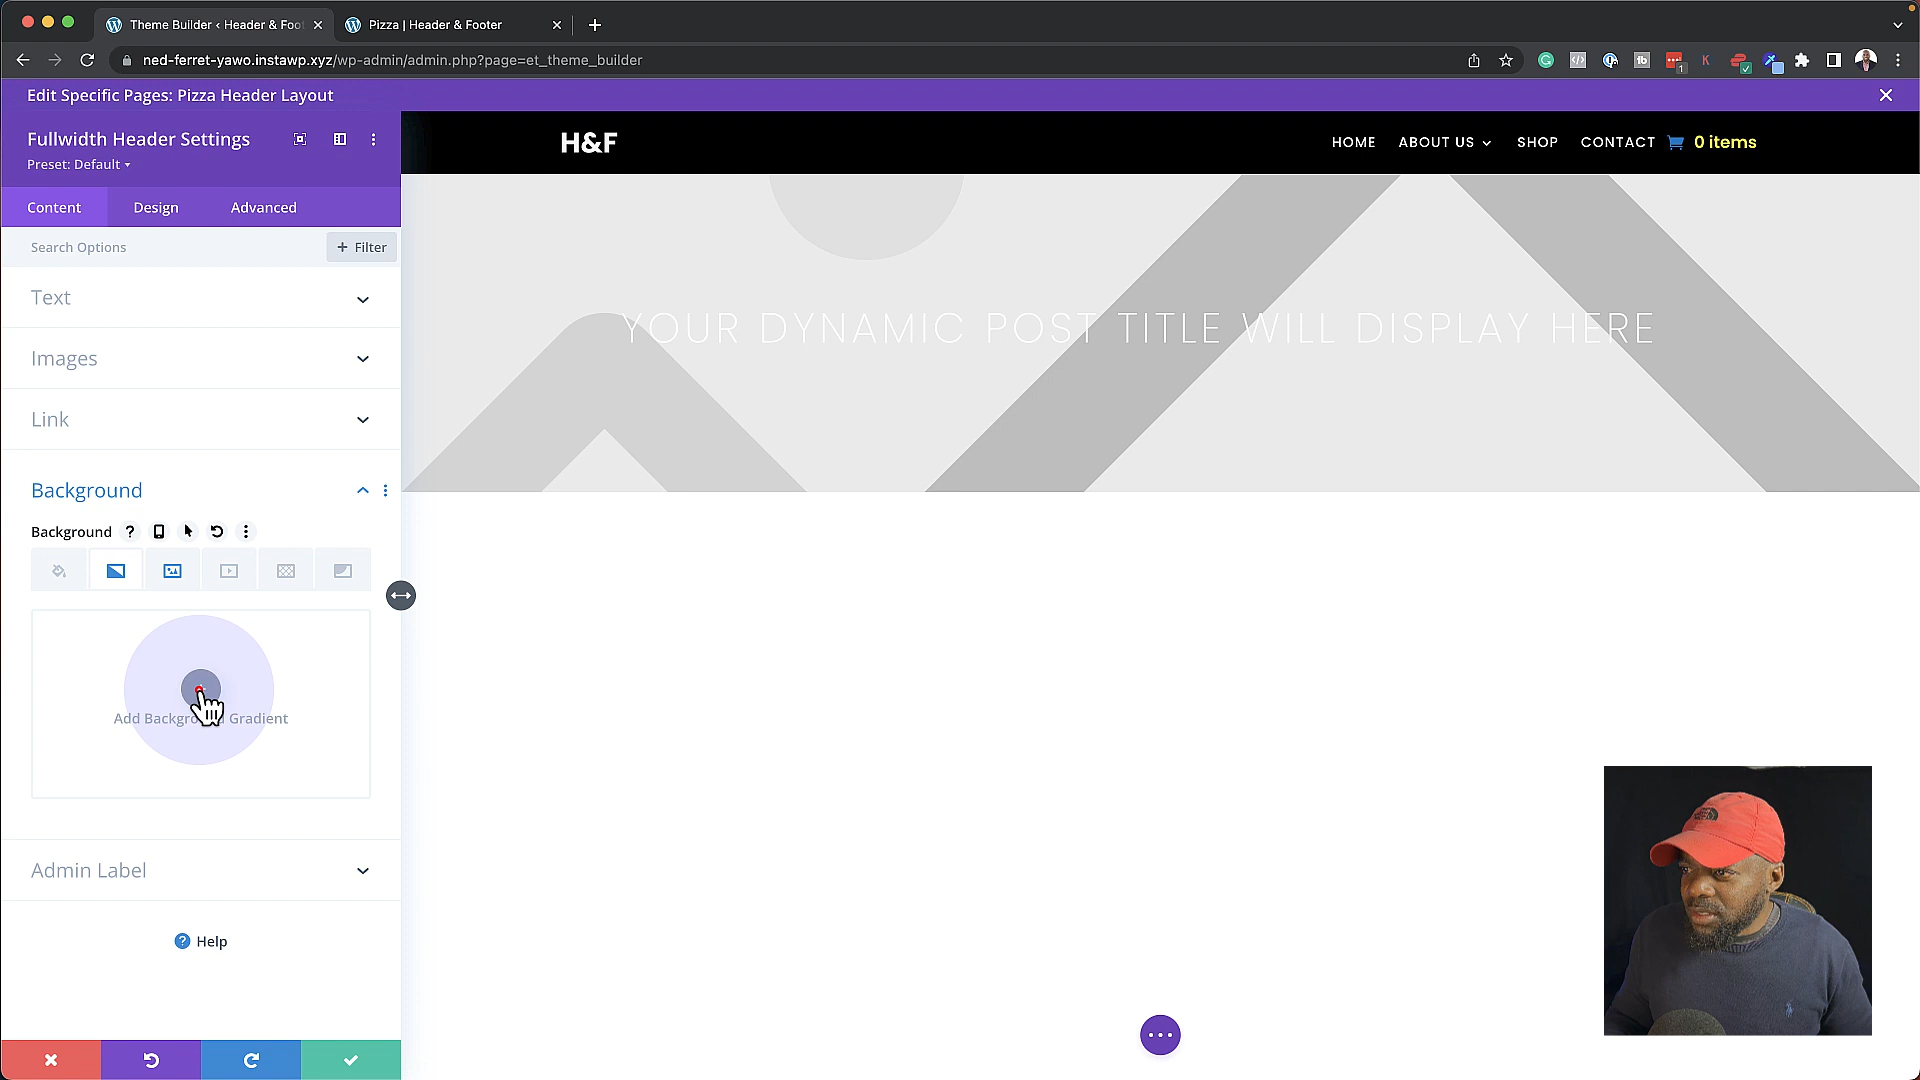 Theme Builder ‹ Header & Foo
Pizza | Header & Footer
ned-ferret-yawo.instawp.xyz/wp-admin/admin.php?page=et_theme_builder
Edit Specific Pages: Pizza Header Layout
Fullwidth Header Settings
Preset: Default
Content
Design
Advanced
Search Options
+ Filter
Text
Images
Link
Background
Background
Add Background Gradient
Admin Label
Help
H&F
HOME
ABOUT US
SHOP
CONTACT
0 items
YOUR DYNAMIC POST TITLE WILL DISPLAY HERE